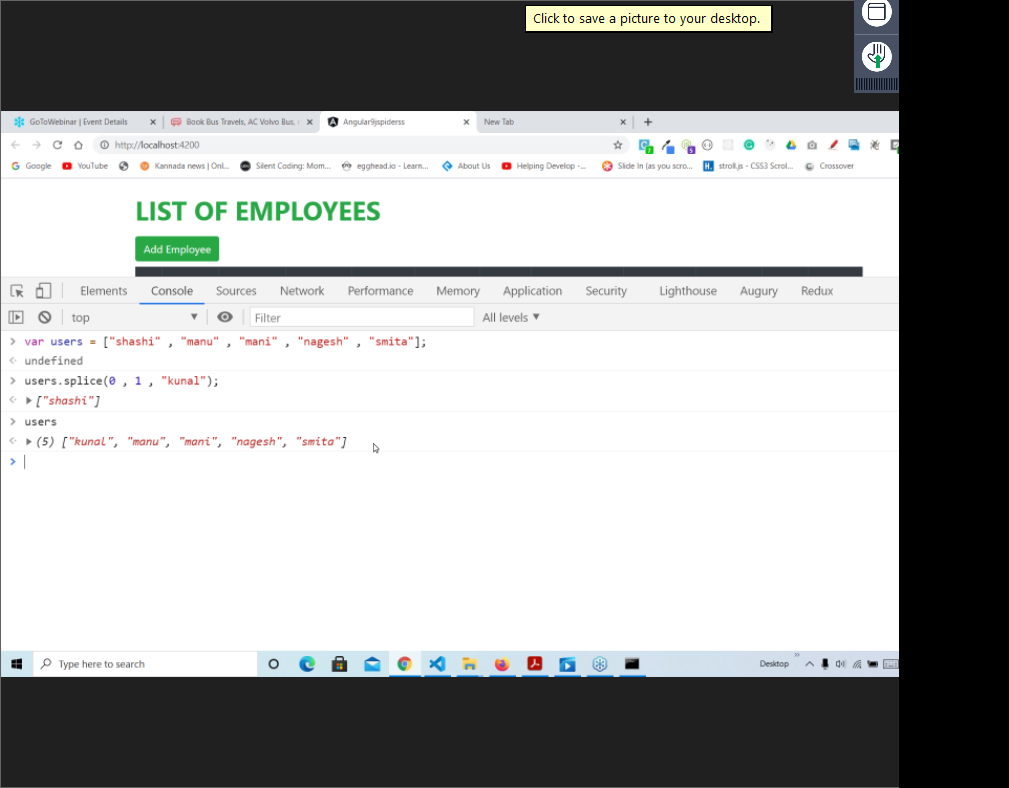 Click to save a picture to your desktop.
GoToWebinar | Event Details
Book Bus Travels, AC Volvo Bus,
Angular9jspiderss
New Tab
http://localhost:4200
Google
YouTube
Kannada news | Onl...
Silent Coding: Mom...
egghead.io - Learn...
About Us
Helping Develop -...
Slide In (as you scro...
stroll.js - CSS3 Scrol...
Crossover
LIST OF EMPLOYEES
Add Employee
Elements Console Sources Network Performance Memory Application Security Lighthouse Augury Redux
top Filter All levels
> var users = ["shashi" , "manu" , "mani" , "nagesh" , "smita"];
undefined
> users.splice(0 , 1 , "kunal");
["shashi"]
> users
(5) ["kunal", "manu", "mani", "nagesh", "smita"]
>
Type here to search
Desktop